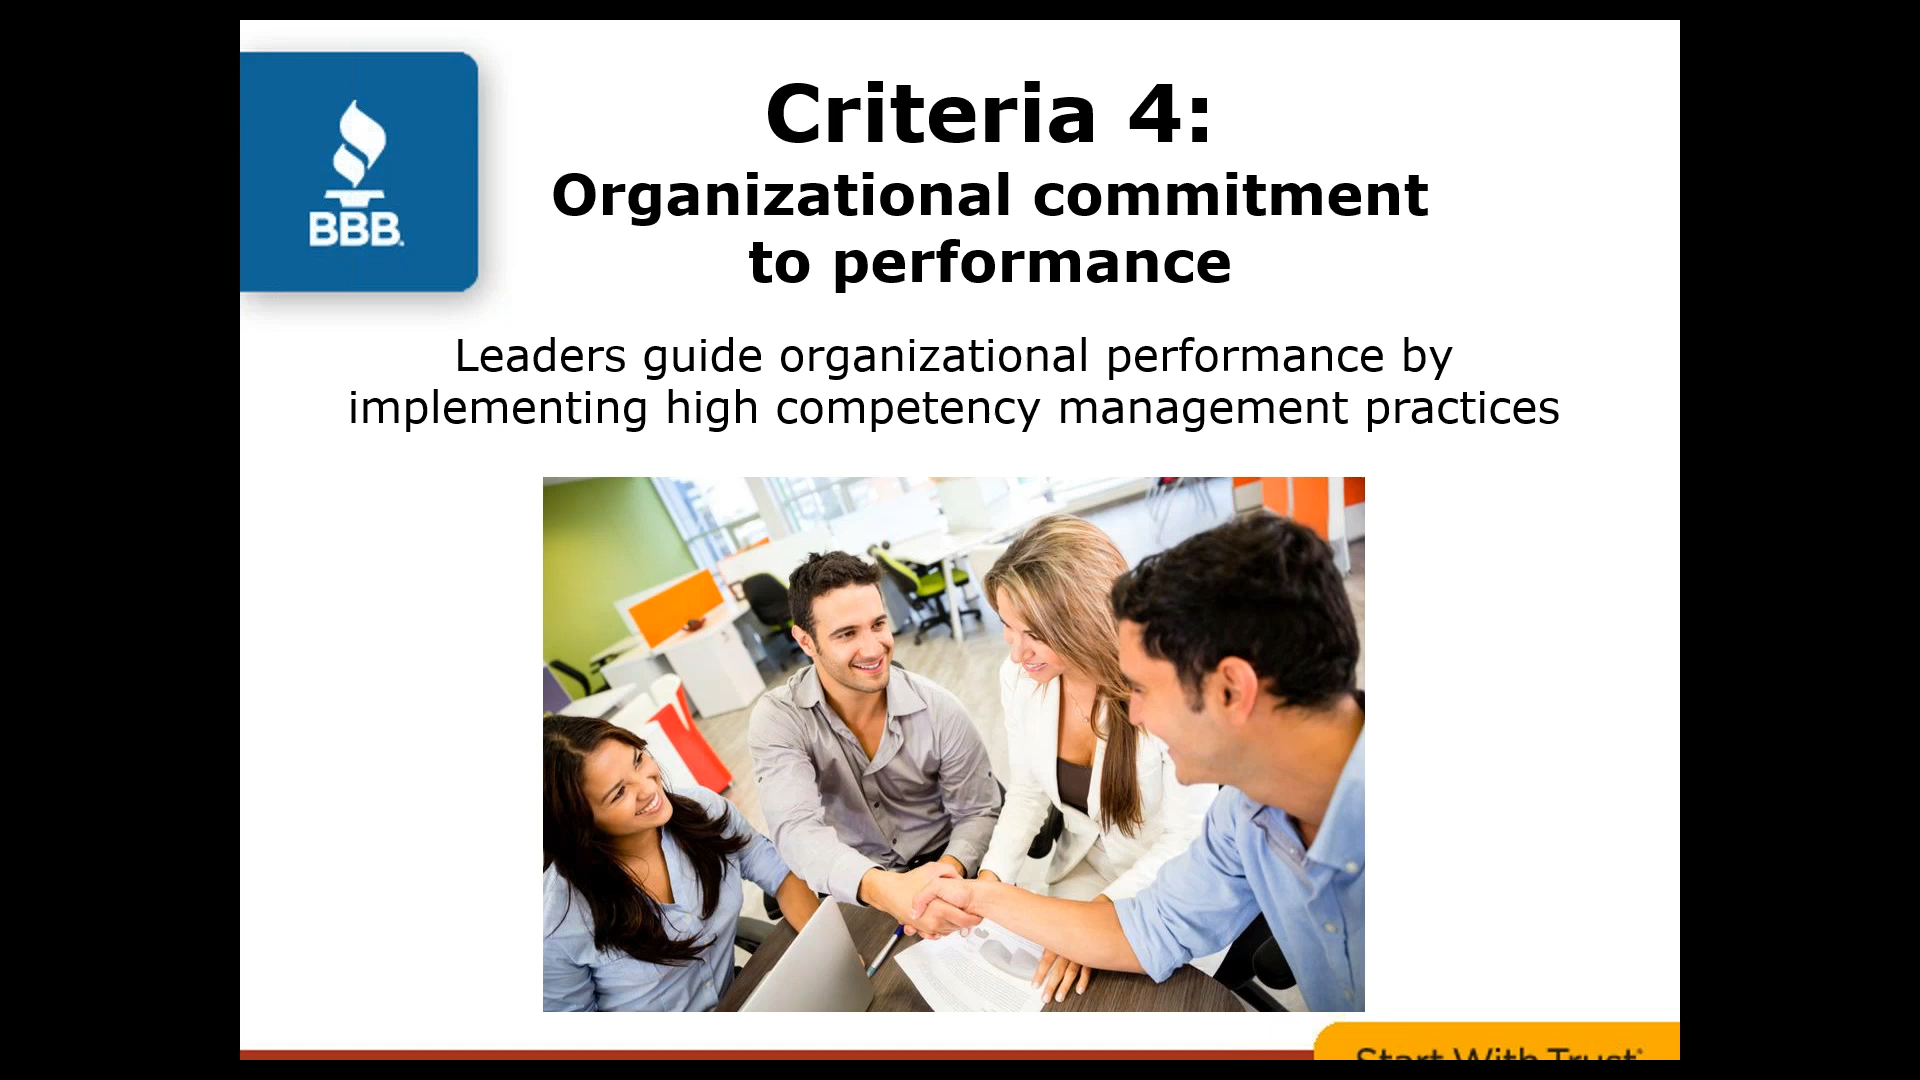 BBB.
Criteria 4:
Organizational commitment
to performance
Leaders guide organizational performance by
implementing high competency management practices
Start With Trust®